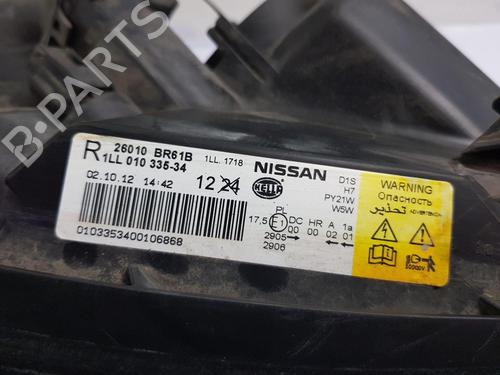 R 26010 BR61B 1LL. 1718 NISSAN D1S
1LL 010 335-34 H7
02.10.12 14:42 12 24 HELLA PY21W
W5W
WARNING
Опасность
تحذير ADVERTENCIA
PL DC HR A 1a
17.5 E1 00 00 02 01
2905
2906
0103353400106868
B-PARTS